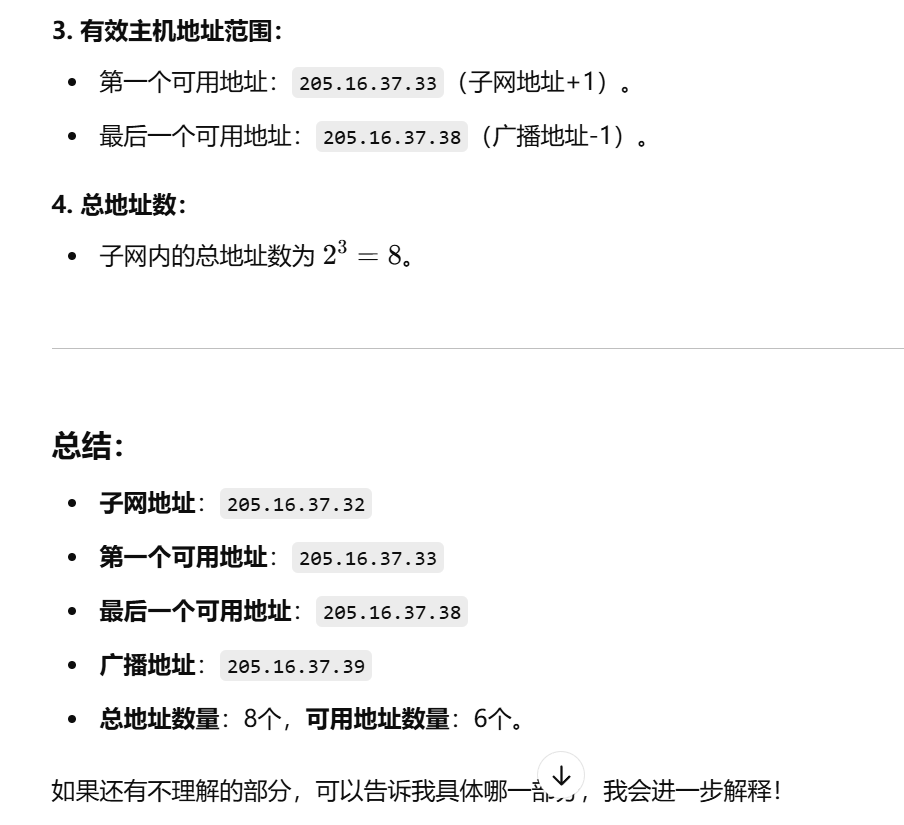 3. 有效主机地址范围：
• 第一个可用地址：205.16.37.33（子网地址+1）。
• 最后一个可用地址：205.16.37.38（广播地址-1）。
4. 总地址数：
• 子网内的总地址数为 2³ = 8。
总结：
• 子网地址：205.16.37.32
• 第一个可用地址：205.16.37.33
• 最后一个可用地址：205.16.37.38
• 广播地址：205.16.37.39
• 总地址数量：8个，可用地址数量：6个。
如果还有不理解的部分，可以告诉我具体哪一部分，我会进一步解释！